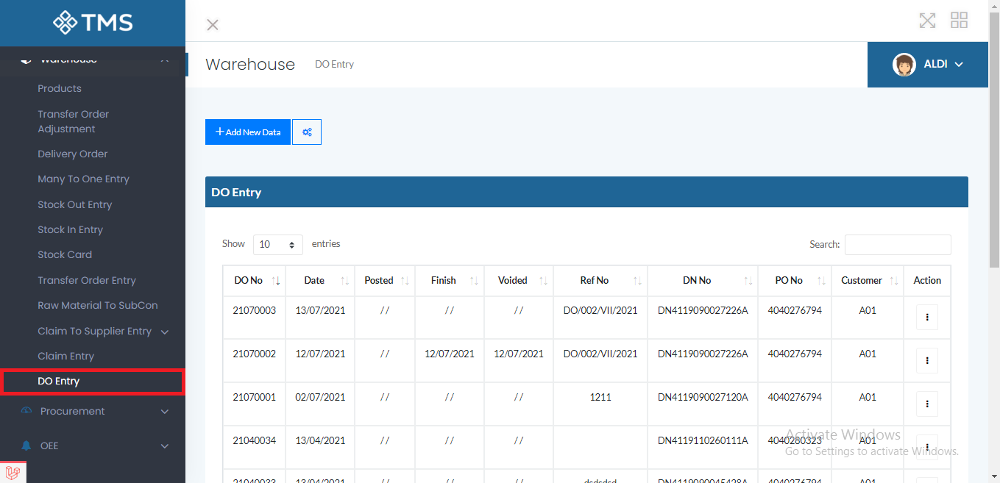 TMS
Warehouse
Products
Transfer Order
Adjustment
Delivery Order
Many To One Entry
Stock Out Entry
Stock In Entry
Stock Card
Transfer Order Entry
Raw Material To SubCon
Claim To Supplier Entry
Claim Entry
DO Entry
Procurement
OEE
Warehouse DO Entry
ALDI
Add New Data
DO Entry
Show 10 entries Search:
DO No Date Posted Finish Voided Ref No DN No PO No Customer Action
21070003 13/07/2021 / / / / / / DO/002/VII/2021 DN4119090027226A 4040276794 A01
21070002 12/07/2021 / / 12/07/2021 12/07/2021 DO/002/VII/2021 DN4119090027226A 4040276794 A01
21070001 02/07/2021 / / / / / / 1211 DN4119090027120A 4040276794 A01
21040034 13/04/2021 / / / / / / DN4119110260111A 4040280323 A01
21040033 13/04/2021 / / / / / / dsdsdsd DN4119090045428A 4040276794 A01
Activate Windows
Go to Settings to activate Windows.